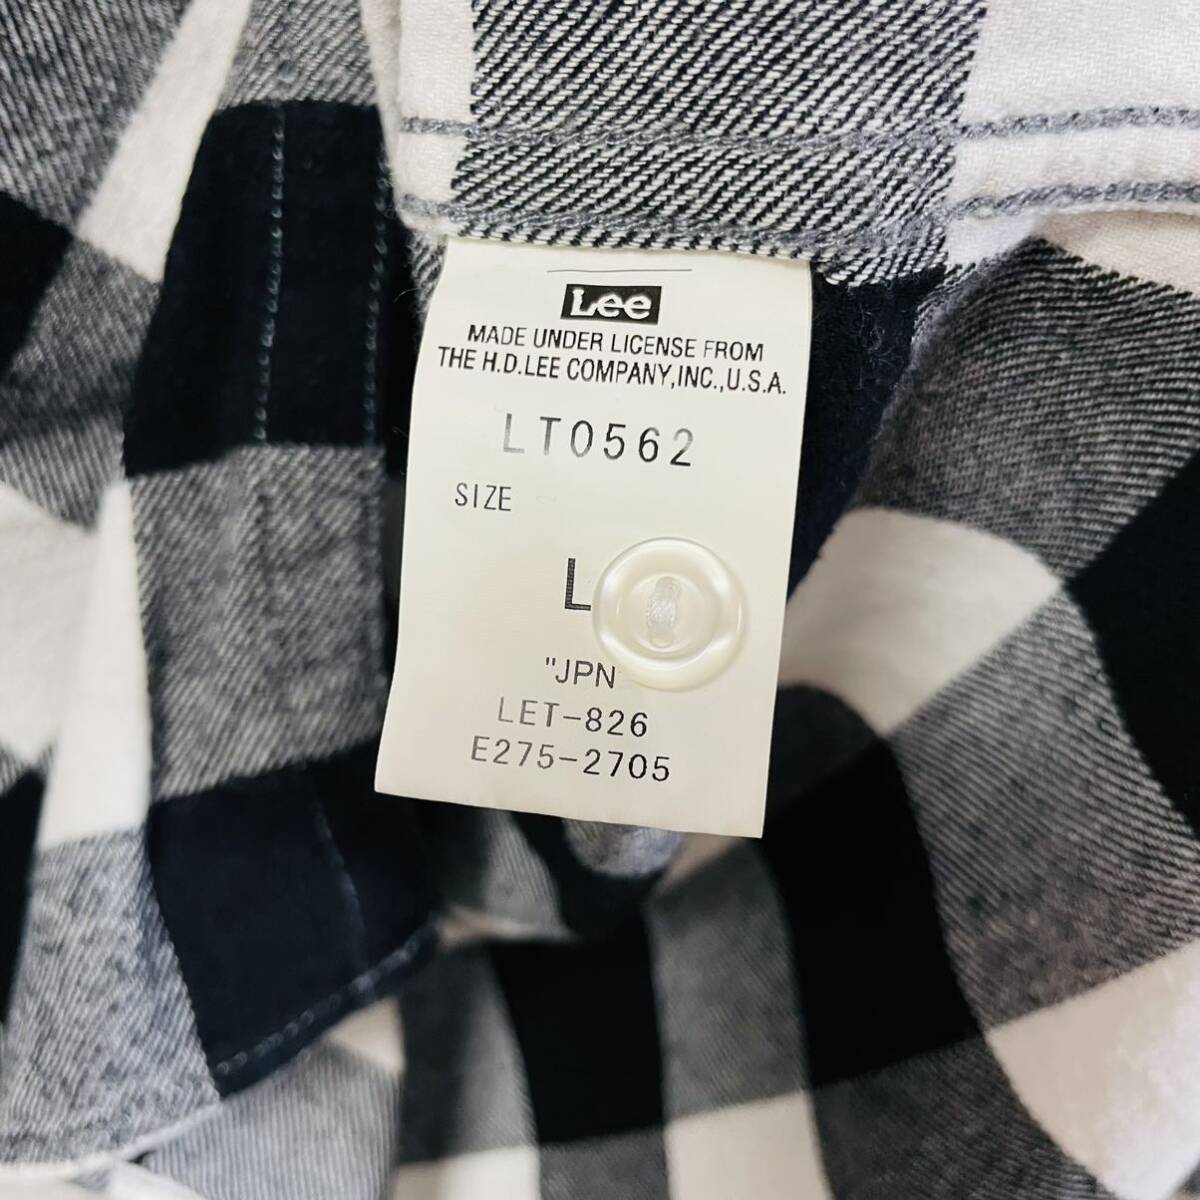 Lee
MADE UNDER LICENSE FROM
THE H.D.LEE COMPANY,INC.,U.S.A.
LT0562
SIZE
L
"JPN
LET-826
E275-2705